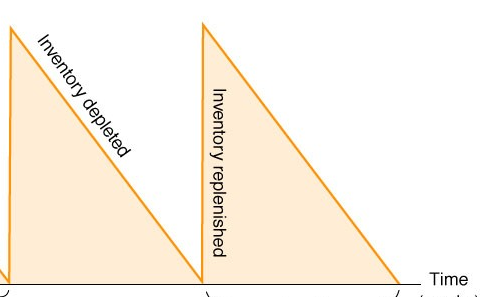 Inventory depleted
Inventory replenished
Time